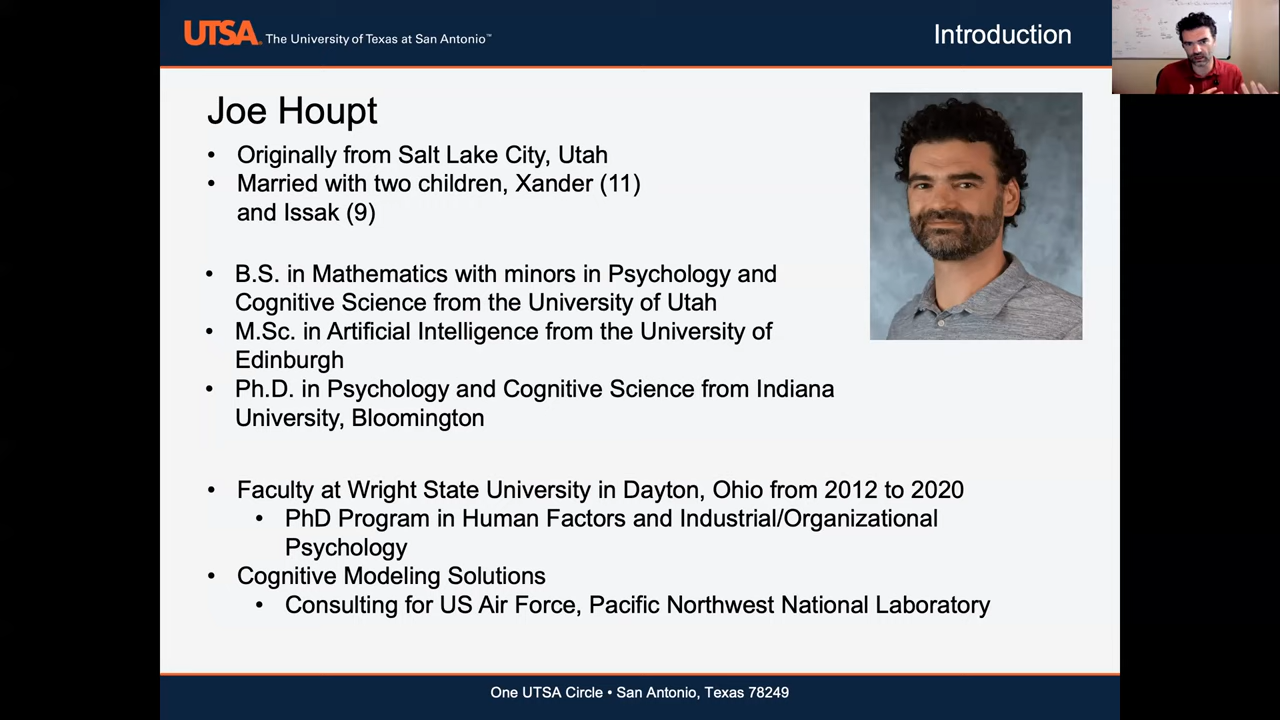 UTSA. The University of Texas at San Antonio™
Introduction
Joe Houpt
• Originally from Salt Lake City, Utah
• Married with two children, Xander (11)
and Issak (9)
• B.S. in Mathematics with minors in Psychology and
Cognitive Science from the University of Utah
• M.Sc. in Artificial Intelligence from the University of
Edinburgh
• Ph.D. in Psychology and Cognitive Science from Indiana
University, Bloomington
• Faculty at Wright State University in Dayton, Ohio from 2012 to 2020
• PhD Program in Human Factors and Industrial/Organizational
Psychology
• Cognitive Modeling Solutions
• Consulting for US Air Force, Pacific Northwest National Laboratory
One UTSA Circle • San Antonio, Texas 78249